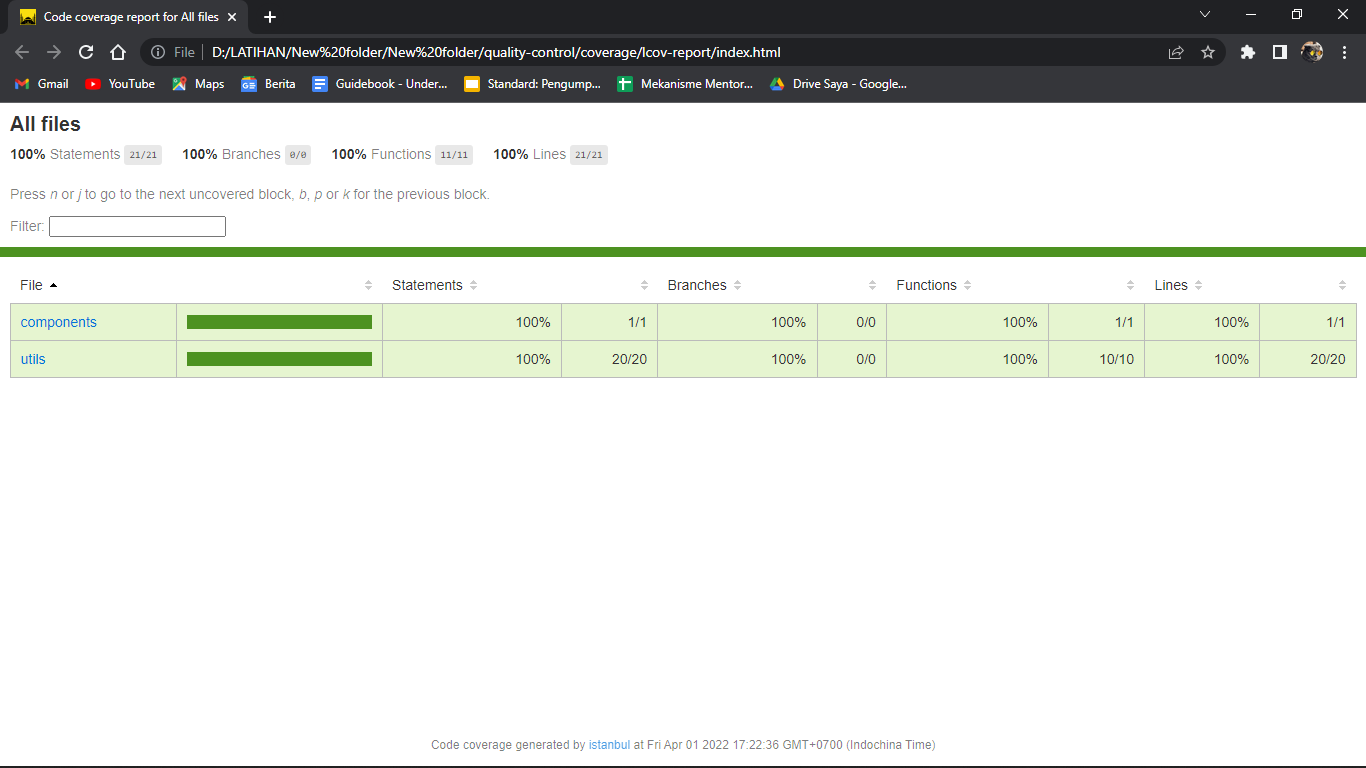 Code coverage report for All files
File D:/LATIHAN/New%20folder/New%20folder/quality-control/coverage/lcov-report/index.html
Gmail YouTube Maps Berita Guidebook - Under... Standard: Pengump... Mekanisme Mentor... Drive Saya - Google...
All files
100% Statements 21/21 100% Branches 0/0 100% Functions 11/11 100% Lines 21/21
Press n or j to go to the next uncovered block, b, p or k for the previous block.
Filter:
File Statements Branches Functions Lines
components 100% 1/1 100% 0/0 100% 1/1 100% 1/1
utils 100% 20/20 100% 0/0 100% 10/10 100% 20/20
Code coverage generated by istanbul at Fri Apr 01 2022 17:22:36 GMT+0700 (Indochina Time)